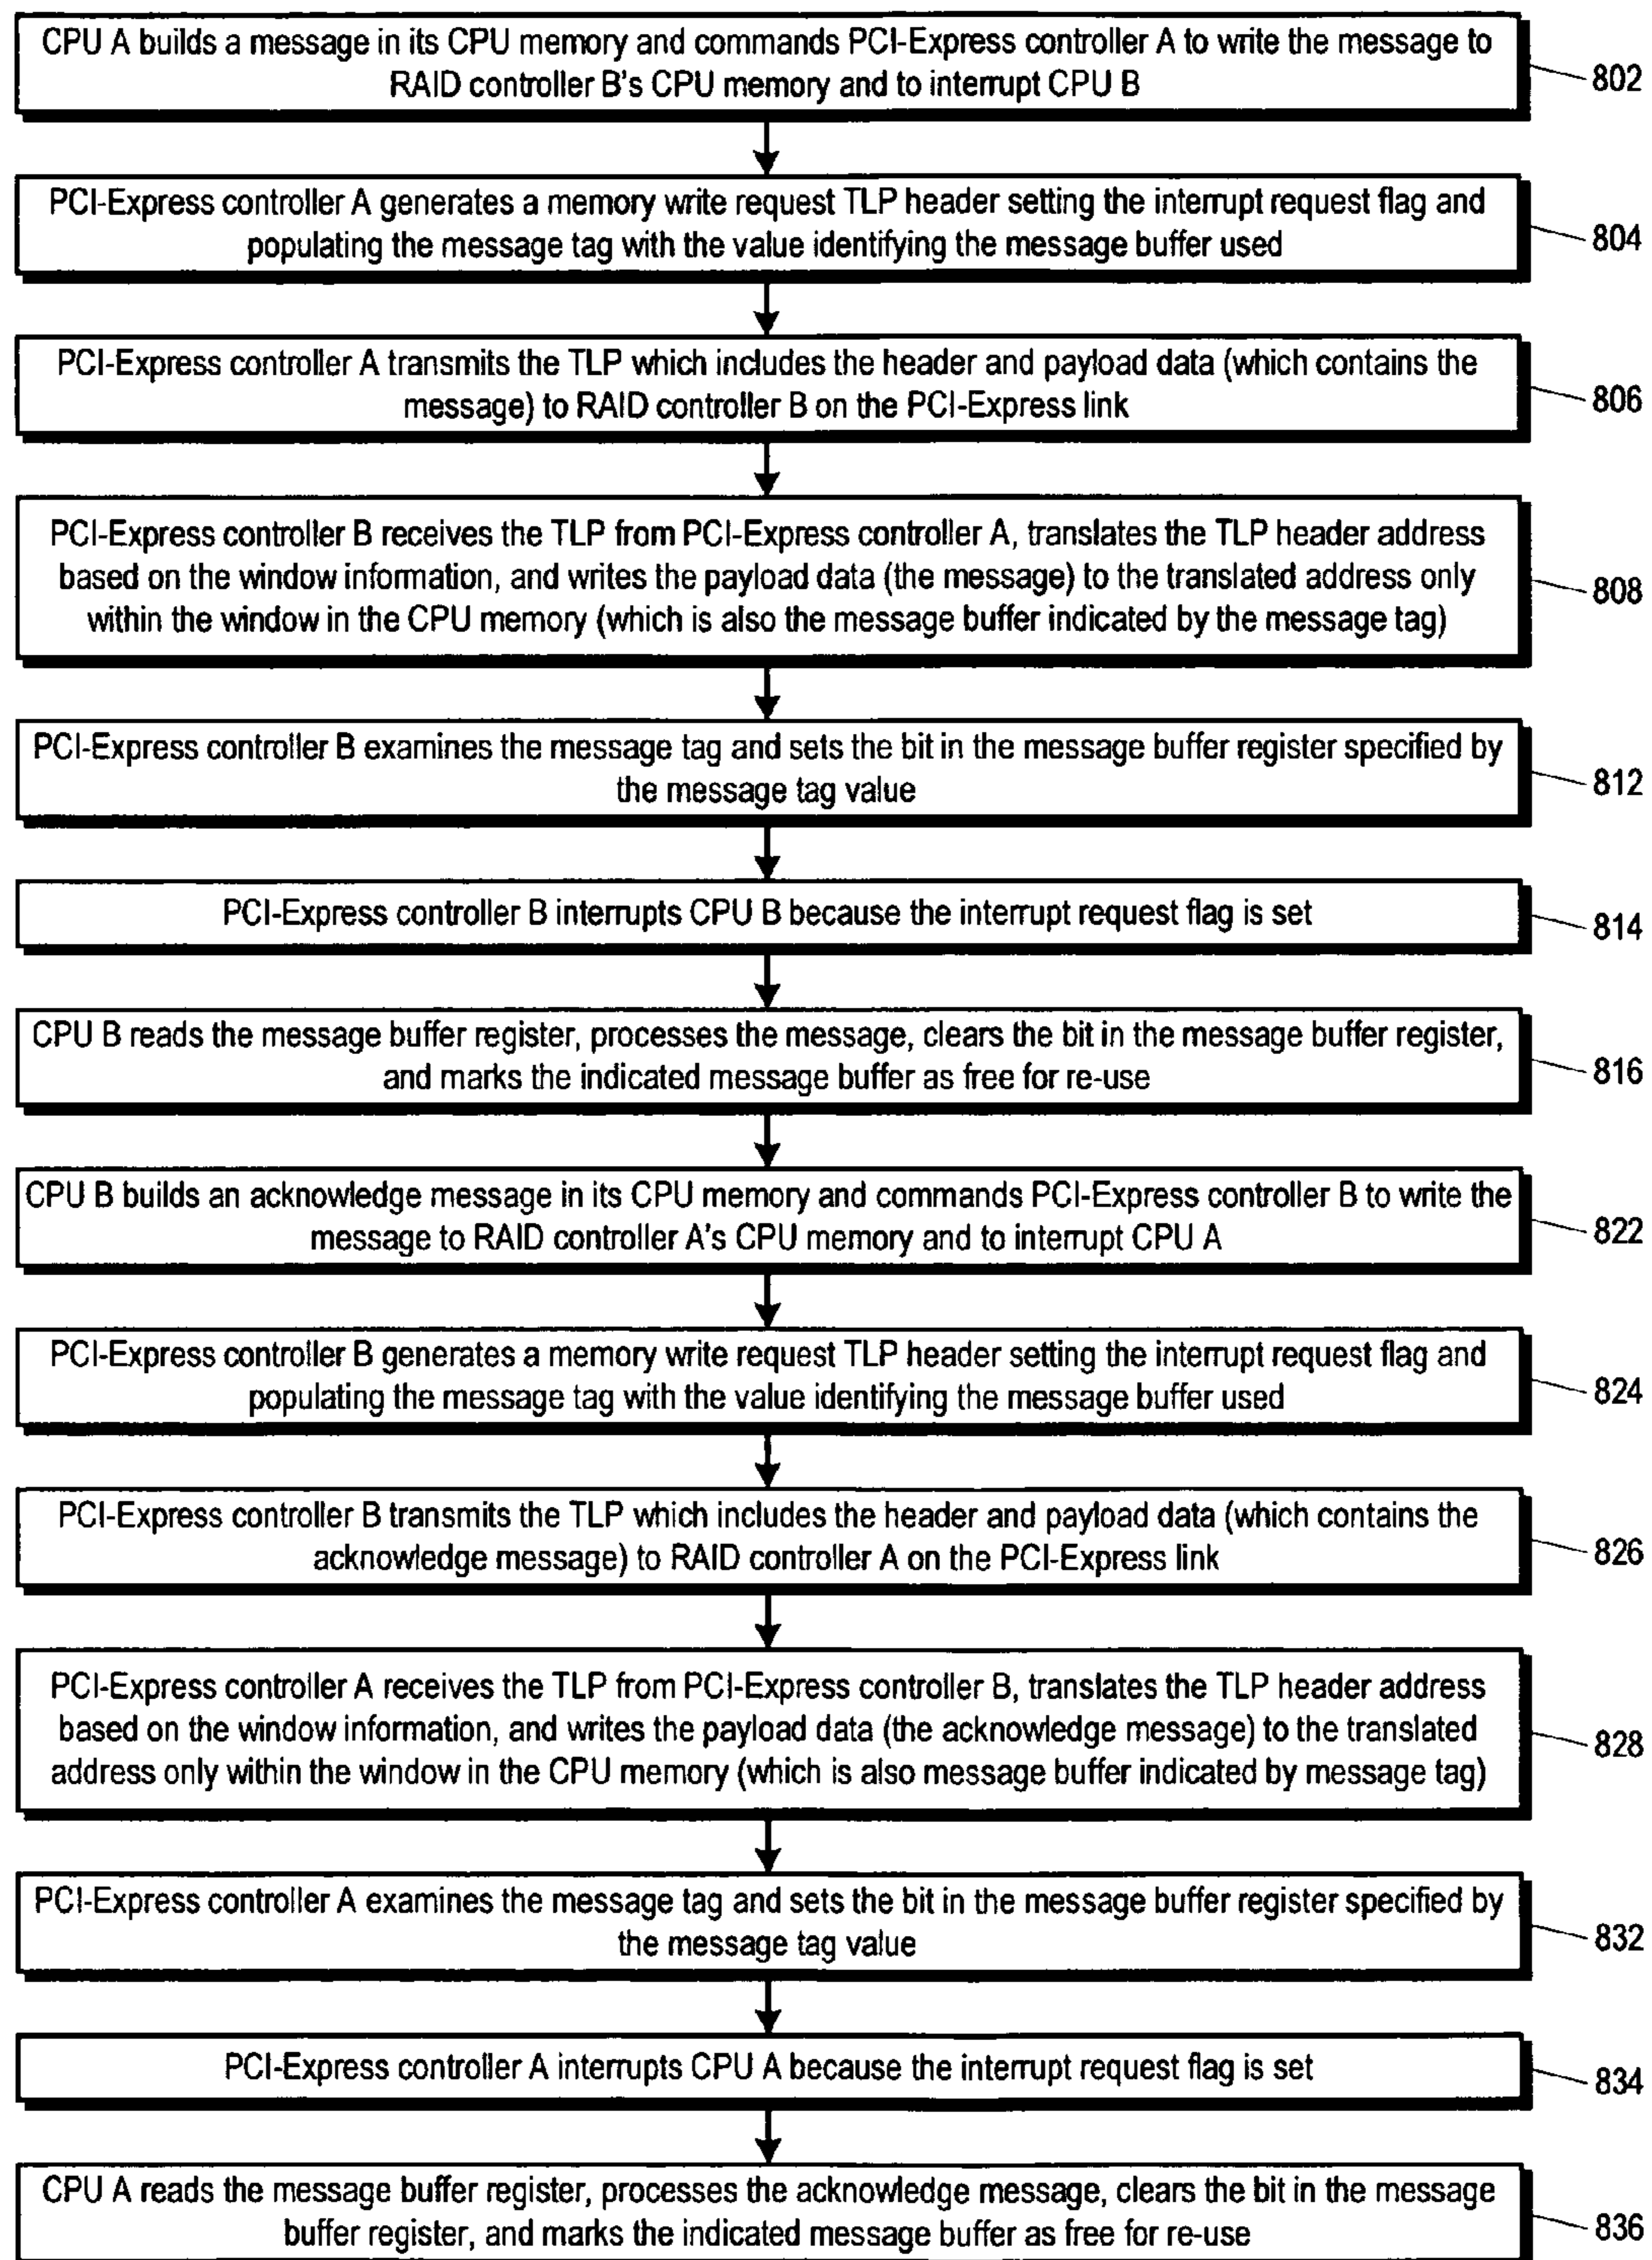 CPU A builds a message in its CPU memory and commands PCI-Express controller A to write the message to
RAID controller B's CPU memory and to interrupt CPU B
802
PCI-Express controller A generates a memory write request TLP header setting the interrupt request flag and
populating the message tag with the value identifying the message buffer used
804
PCI-Express controller A transmits the TLP which includes the header and payload data (which contains the
message) to RAID controller B on the PCI-Express link
806
PCI-Express controller B receives the TLP from PCI-Express controller A, translates the TLP header address
based on the window information, and writes the payload data (the message) to the translated address only
within the window in the CPU memory (which is also the message buffer indicated by the message tag)
808
PCI-Express controller B examines the message tag and sets the bit in the message buffer register specified by
the message tag value
812
PCI-Express controller B interrupts CPU B because the interrupt request flag is set
814
CPU B reads the message buffer register, processes the message, clears the bit in the message buffer register,
and marks the indicated message buffer as free for re-use
816
CPU B builds an acknowledge message in its CPU memory and commands PCI-Express controller B to write the
message to RAID controller A's CPU memory and to interrupt CPU A
822
PCI-Express controller B generates a memory write request TLP header setting the interrupt request flag and
populating the message tag with the value identifying the message buffer used
824
PCI-Express controller B transmits the TLP which includes the header and payload data (which contains the
acknowledge message) to RAID controller A on the PCI-Express link
826
PCI-Express controller A receives the TLP from PCI-Express controller B, translates the TLP header address
based on the window information, and writes the payload data (the acknowledge message) to the translated
address only within the window in the CPU memory (which is also message buffer indicated by message tag)
828
PCI-Express controller A examines the message tag and sets the bit in the message buffer register specified by
the message tag value
832
PCI-Express controller A interrupts CPU A because the interrupt request flag is set
834
CPU A reads the message buffer register, processes the acknowledge message, clears the bit in the message
buffer register, and marks the indicated message buffer as free for re-use
836